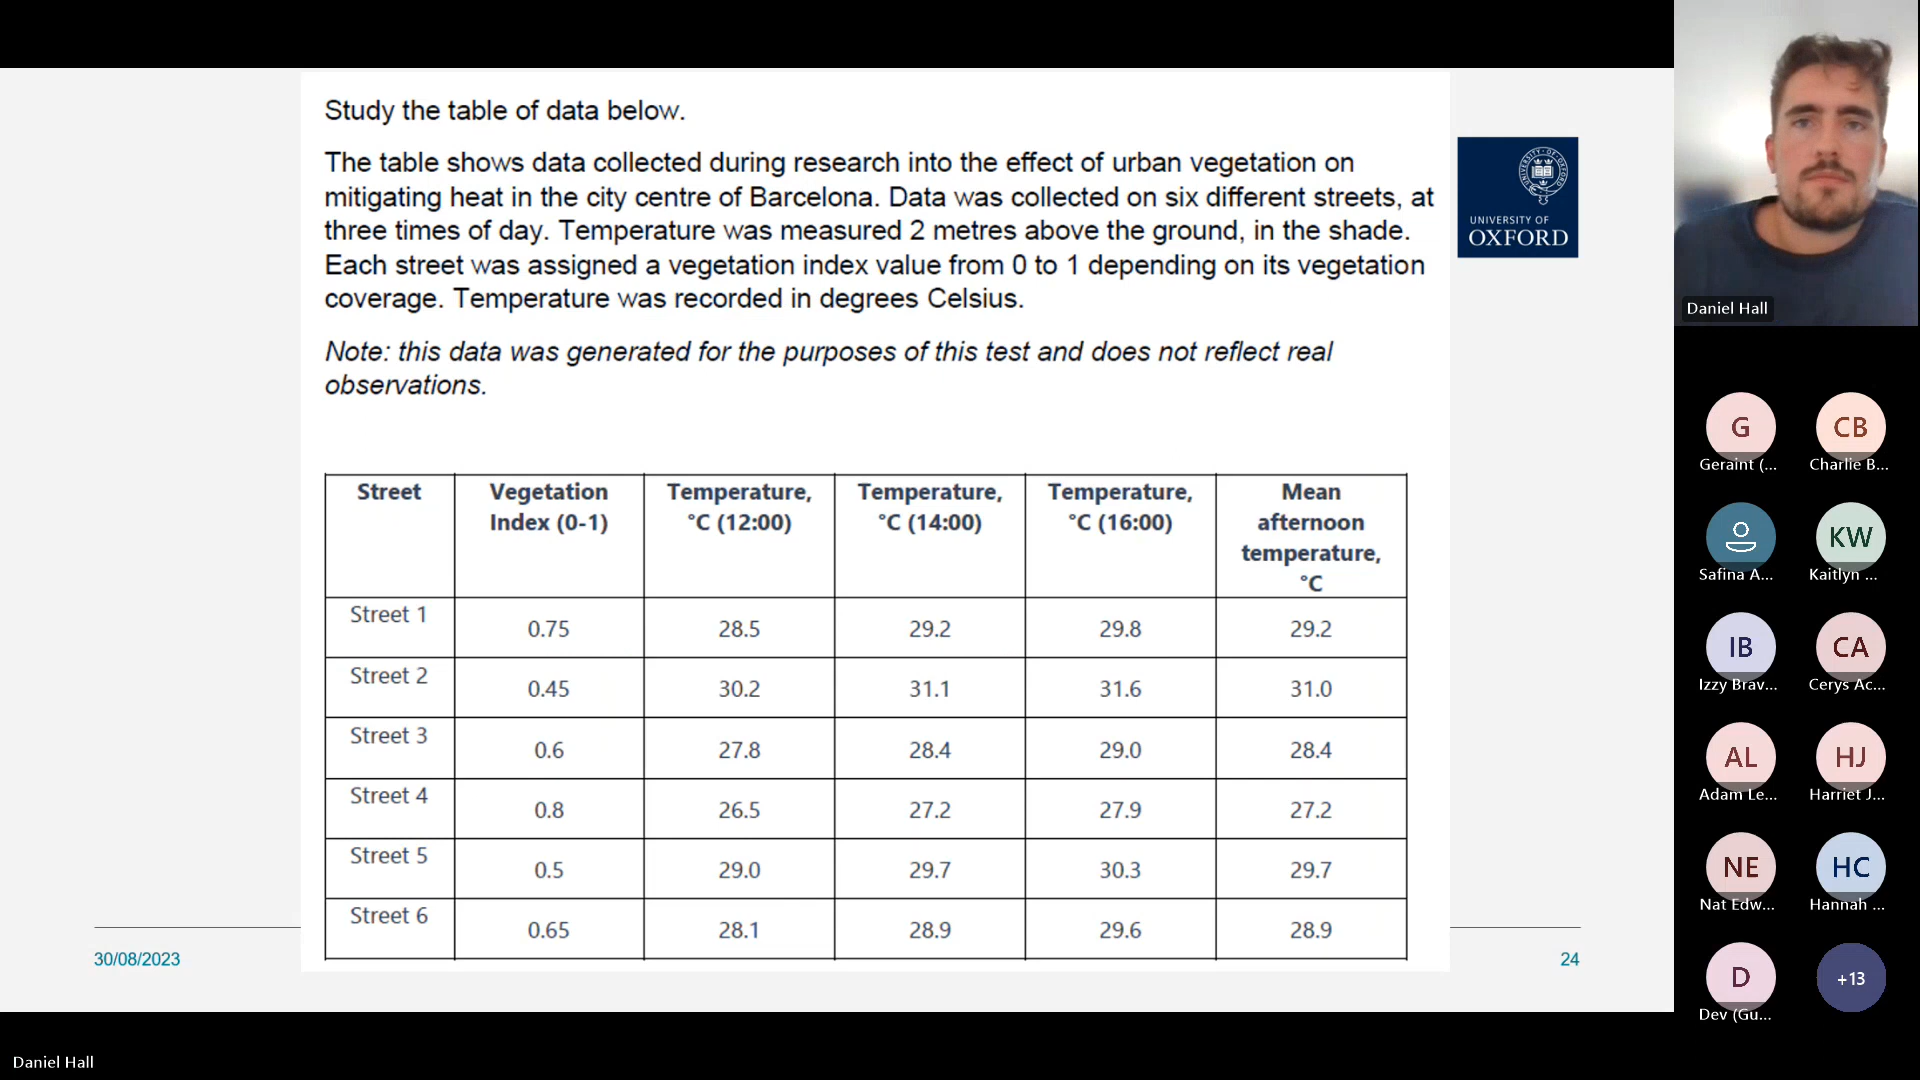 Study the table of data below.
The table shows data collected during research into the effect of urban vegetation on
mitigating heat in the city centre of Barcelona. Data was collected on six different streets, at
three times of day. Temperature was measured 2 metres above the ground, in the shade.
Each street was assigned a vegetation index value from 0 to 1 depending on its vegetation
coverage. Temperature was recorded in degrees Celsius.
Note: this data was generated for the purposes of this test and does not reflect real
observations.
Street Vegetation Temperature, Temperature, Temperature, Mean
Index (0-1) °C (12:00) °C (14:00) °C (16:00) afternoon
temperature,
°C
Street 1 0.75 28.5 29.2 29.8 29.2
Street 2 0.45 30.2 31.1 31.6 31.0
Street 3 0.6 27.8 28.4 29.0 28.4
Street 4 0.8 26.5 27.2 27.9 27.2
Street 5 0.5 29.0 29.7 30.3 29.7
Street 6 0.65 28.1 28.9 29.6 28.9
30/08/2023
24
UNIVERSITY OF
OXFORD
Daniel Hall
G CB
Geraint (... Charlie B...
KW
Safina A... Kaitlyn ...
IB CA
Izzy Brav... Cerys Ac...
AL HJ
Adam Le... Harriet J...
NE HC
Nat Edw... Hannah ...
D +13
Dev (Gu...
Daniel Hall